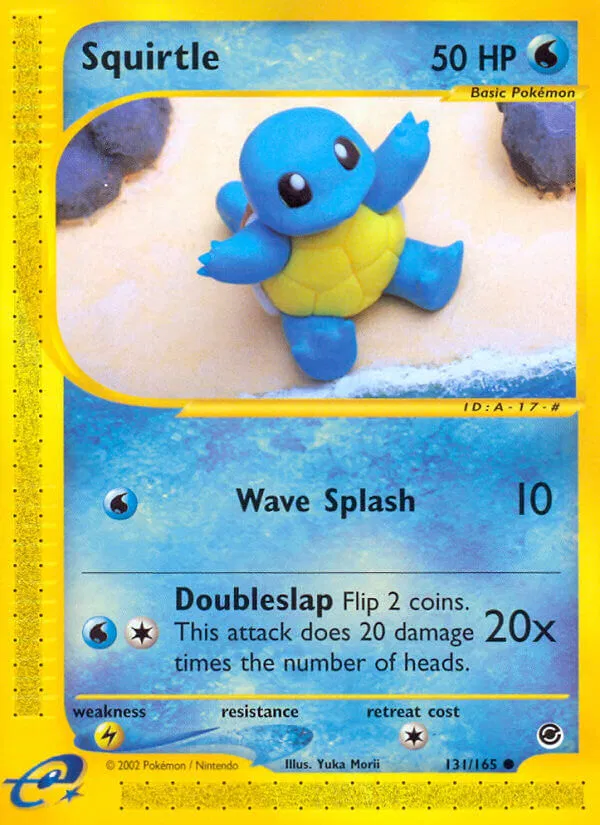 Squirtle
50 HP
Basic Pokémon
ID:A-17-#
Wave Splash 10
Doubleslap Flip 2 coins.
This attack does 20 damage
times the number of heads.
20x
weakness resistance retreat cost
© 2002 Pokémon / Nintendo Illus. Yuka Morii 131/165
e